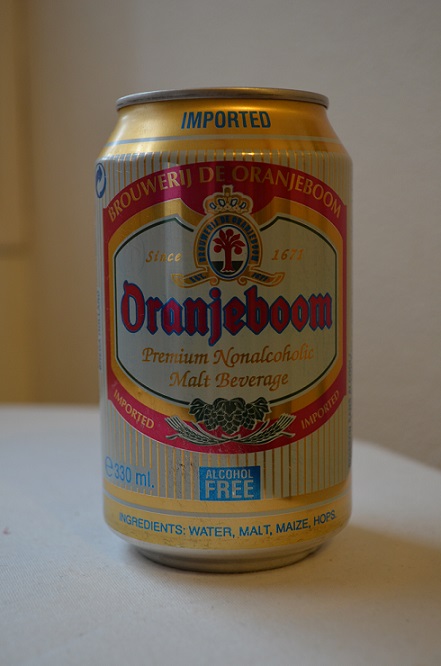 IMPORTED
BROUWERIJ DE ORANJEBOOM
Since 1671
Oranjeboom
Premium Nonalcoholic
Malt Beverage
IMPORTED IMPORTED
℮330 ml.
ALCOHOL
FREE
INGREDIENTS: WATER, MALT, MAIZE, HOPS.